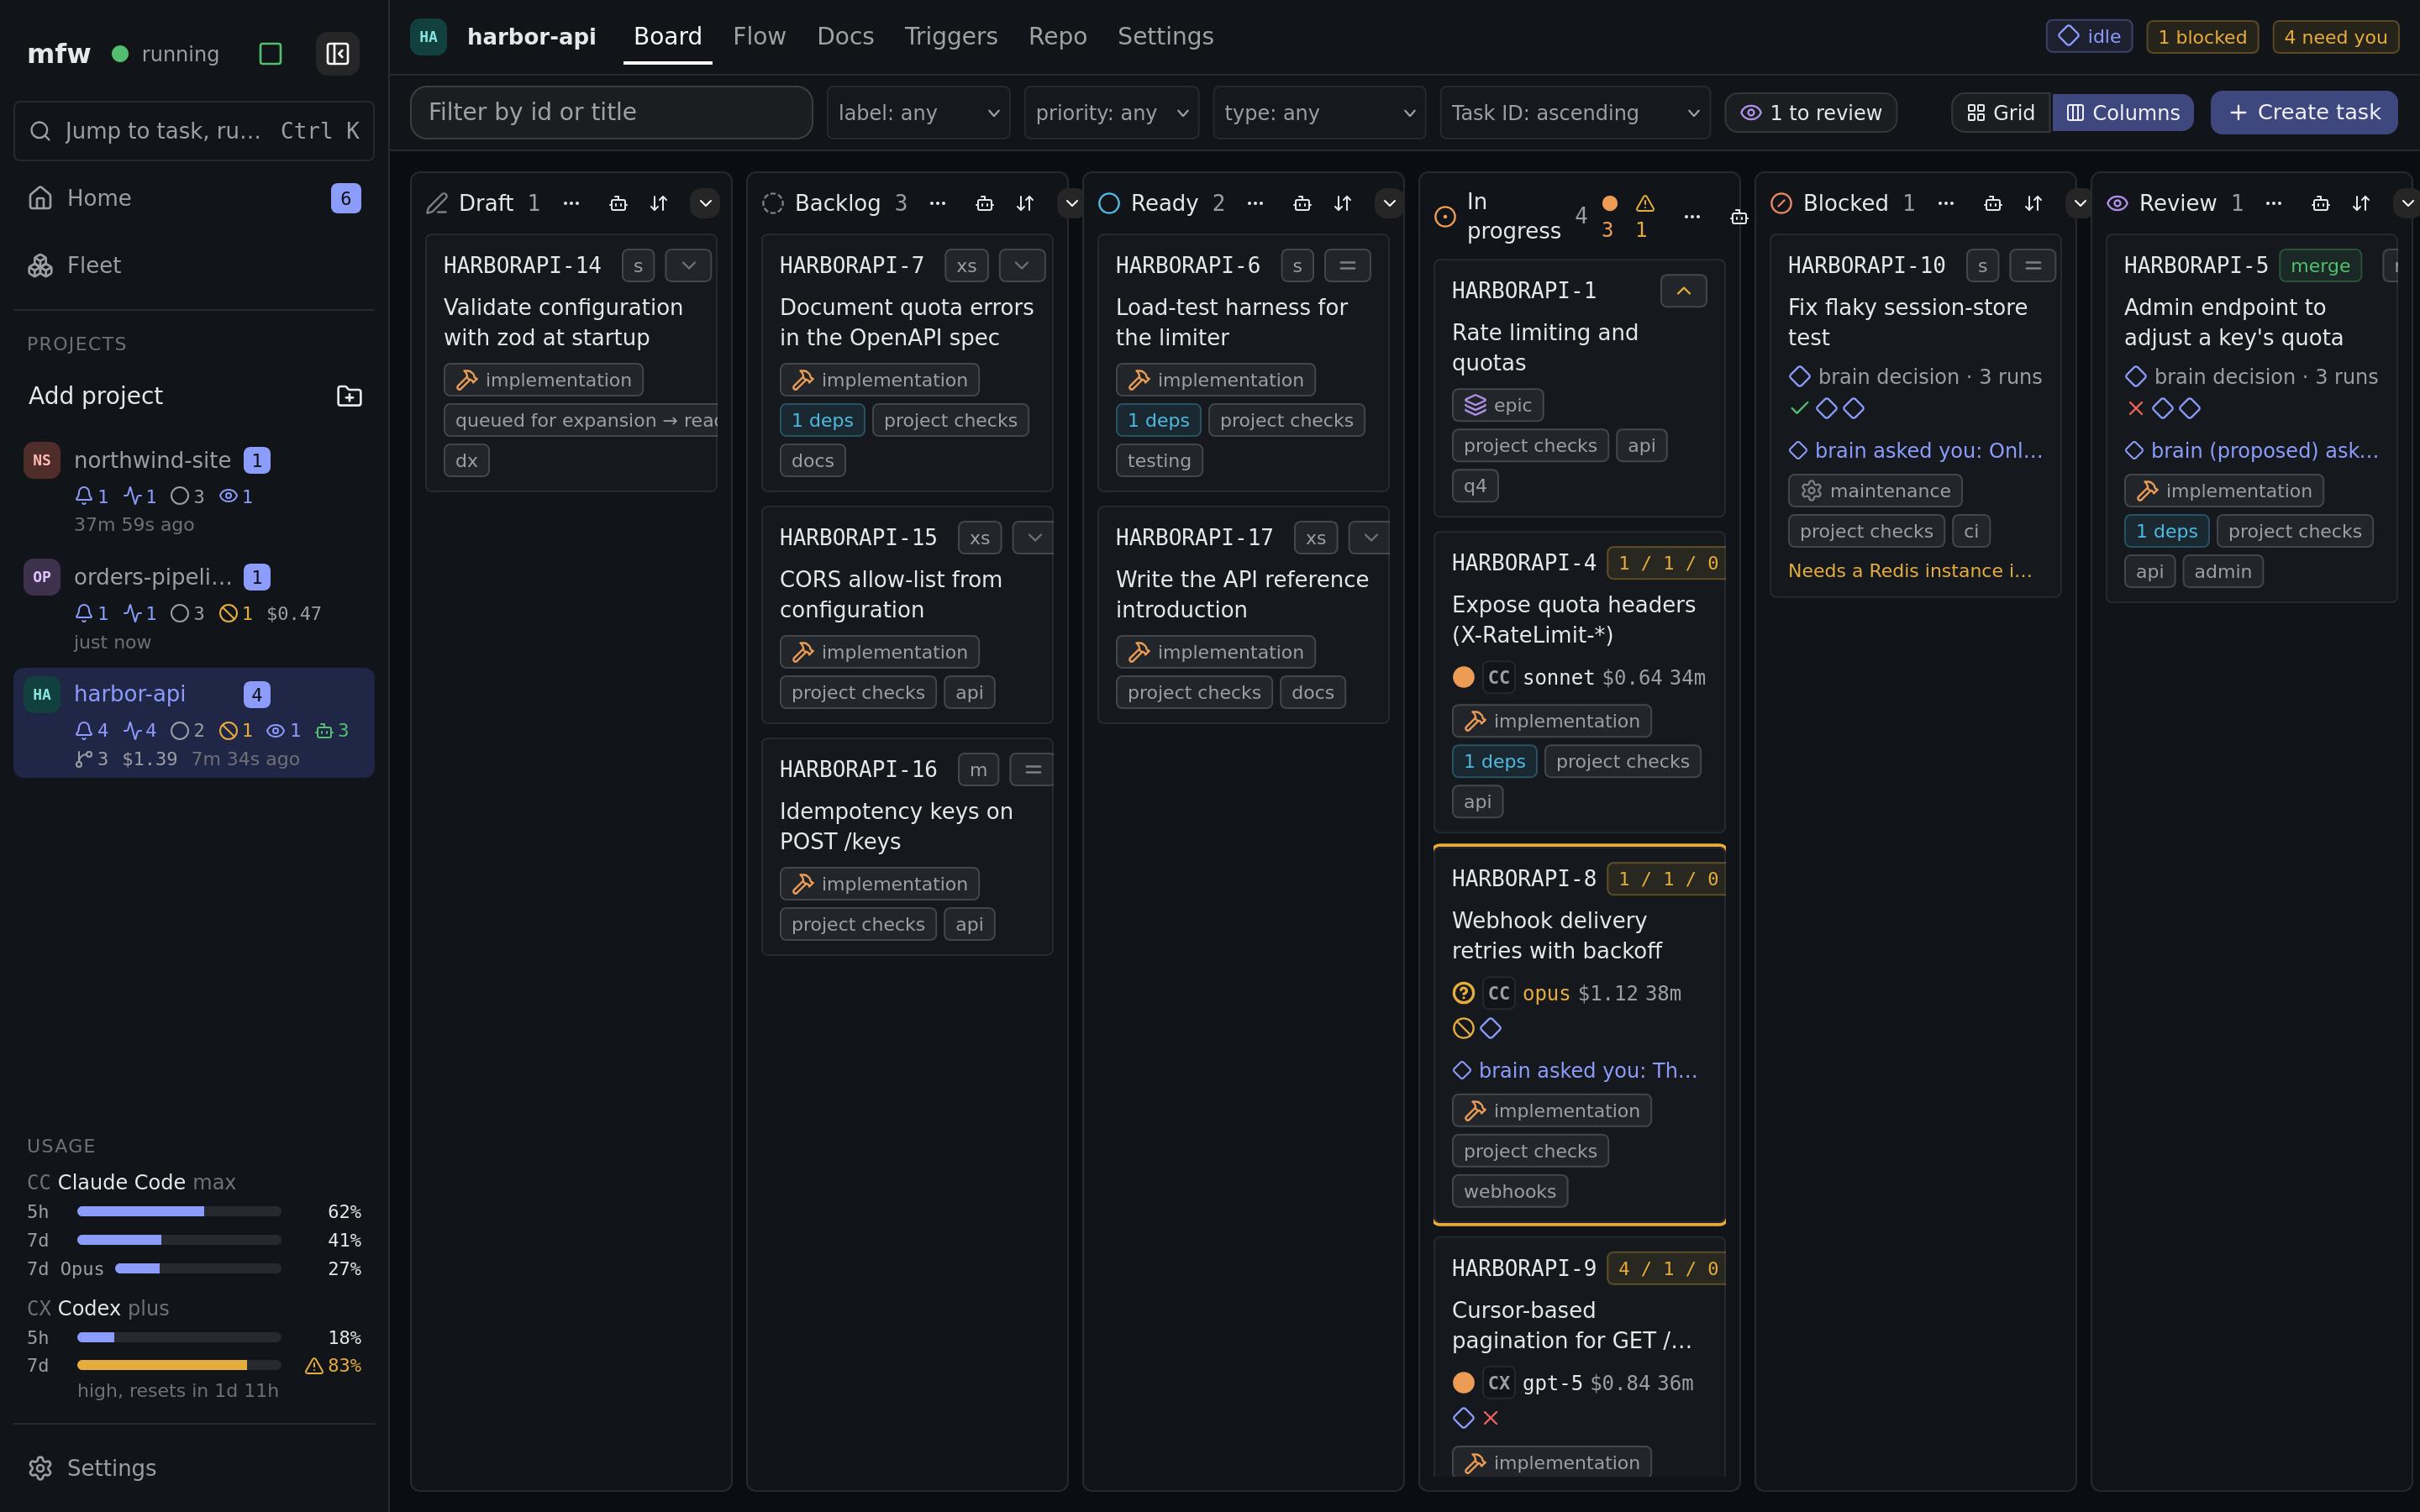 mfw running
Jump to task, ru... Ctrl K
Home 6
Fleet
PROJECTS
Add project
NS northwind-site 1
1 1 3 1
37m 59s ago
OP orders-pipeli... 1
1 1 3 1 $0.47
just now
HA harbor-api 4
4 4 2 1 1 3
3 $1.39 7m 34s ago
USAGE
CC Claude Code max
5h 62%
7d 41%
7d Opus 27%
CX Codex plus
5h 18%
7d 83%
high, resets in 1d 11h
Settings
HA harbor-api Board Flow Docs Triggers Repo Settings
idle 1 blocked 4 need you
Filter by id or title label: any priority: any type: any Task ID: ascending 1 to review Grid Columns + Create task
Draft 1
HARBORAPI-14 s
Validate configuration
with zod at startup
implementation
queued for expansion →
dx
Backlog 3
HARBORAPI-7 xs
Document quota errors
in the OpenAPI spec
implementation
1 deps project checks
docs
HARBORAPI-15 xs
CORS allow-list from
configuration
implementation
project checks api
HARBORAPI-16 m
Idempotency keys on
POST /keys
implementation
project checks api
Ready 2
HARBORAPI-6 s
Load-test harness for
the limiter
implementation
1 deps project checks
testing
HARBORAPI-17 xs
Write the API reference
introduction
implementation
project checks docs
In
progress 4 3 1
HARBORAPI-1
Rate limiting and
quotas
epic
project checks api
q4
HARBORAPI-4 1 / 1 / 0
Expose quota headers
(X-RateLimit-*)
CC sonnet $0.64 34m
implementation
1 deps project checks
api
HARBORAPI-8 1 / 1 / 0
Webhook delivery
retries with backoff
CC opus $1.12 38m
brain asked you: Th...
implementation
project checks
webhooks
HARBORAPI-9 4 / 1 / 0
Cursor-based
pagination for GET /...
CX gpt-5 $0.84 36m
implementation
Blocked 1
HARBORAPI-10 s
Fix flaky session-store
test
brain decision · 3 runs
brain asked you: Onl...
maintenance
project checks ci
Needs a Redis instance i...
Review 1
HARBORAPI-5 merge
Admin endpoint to
adjust a key's quota
brain decision · 3 runs
brain (proposed) ask...
implementation
1 deps project checks
api admin